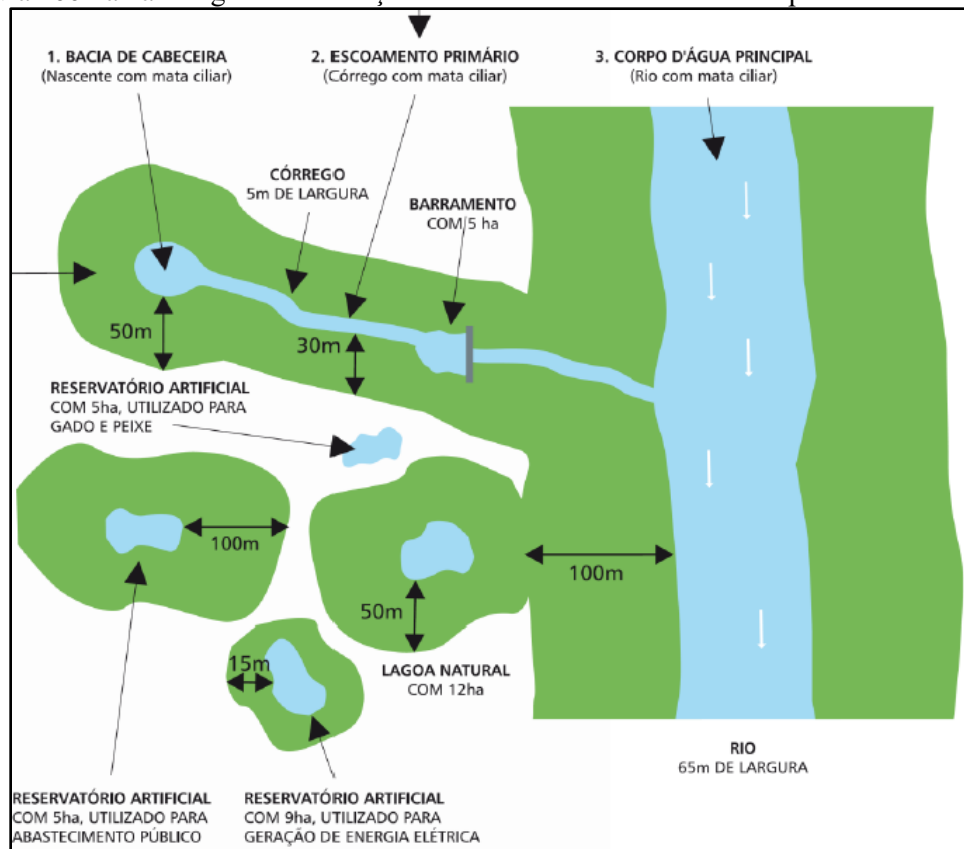 1. BACIA DE CABECEIRA
(Nascente com mata ciliar)
2. ESCOAMENTO PRIMÁRIO
(Córrego com mata ciliar)
3. CORPO D'ÁGUA PRINCIPAL
(Rio com mata ciliar)
CÓRREGO
5m DE LARGURA
BARRAMENTO
COM 5 ha
50m
30m
RESERVATÓRIO ARTIFICIAL
COM 5ha, UTILIZADO PARA
GADO E PEIXE
100m
100m
50m
LAGOA NATURAL
COM 12ha
15m
RIO
65m DE LARGURA
RESERVATÓRIO ARTIFICIAL
COM 5ha, UTILIZADO PARA
ABASTECIMENTO PÚBLICO
RESERVATÓRIO ARTIFICIAL
COM 9ha, UTILIZADO PARA
GERAÇÃO DE ENERGIA ELÉTRICA